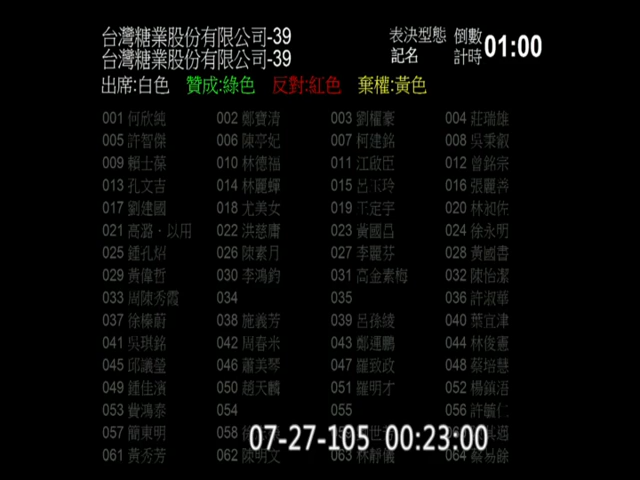 台灣糖業股份有限公司-39
台灣糖業股份有限公司-39
表決型態 記名
倒數計時 01:00
出席:白色 贊成:綠色 反對:紅色 棄權:黃色
001 何欣純 002 鄭寶清 003 劉櫂豪 004 莊瑞雄
005 許智傑 006 陳亭妃 007 柯建銘 008 吳秉叡
009 賴士葆 010 林德福 011 江啟臣 012 曾銘宗
013 孔文吉 014 林麗蟬 015 呂玉玲 016 張麗善
017 劉建國 018 尤美女 019 王定宇 020 林昶佐
021 高潞．以用 022 洪慈庸 023 黃國昌 024 徐永明
025 鍾孔炤 026 陳素月 027 李麗芬 028 黃國書
029 黃偉哲 030 李鴻鈞 031 高金素梅 032 陳怡潔
033 周陳秀霞 034 035 036 許淑華
037 徐榛蔚 038 施義芳 039 呂孫綾 040 葉宜津
041 吳琪銘 042 周春米 043 鄭運鵬 044 林俊憲
045 邱議瑩 046 蕭美琴 047 羅致政 048 蔡培慧
049 鍾佳濱 050 趙天麟 051 羅明才 052 楊鎮浯
053 費鴻泰 054 055 056 許毓仁
057 簡東明 058
07-27-105 00:23:00
061 黃秀芳 062 陳明文 063 林靜儀 064 蔡易餘